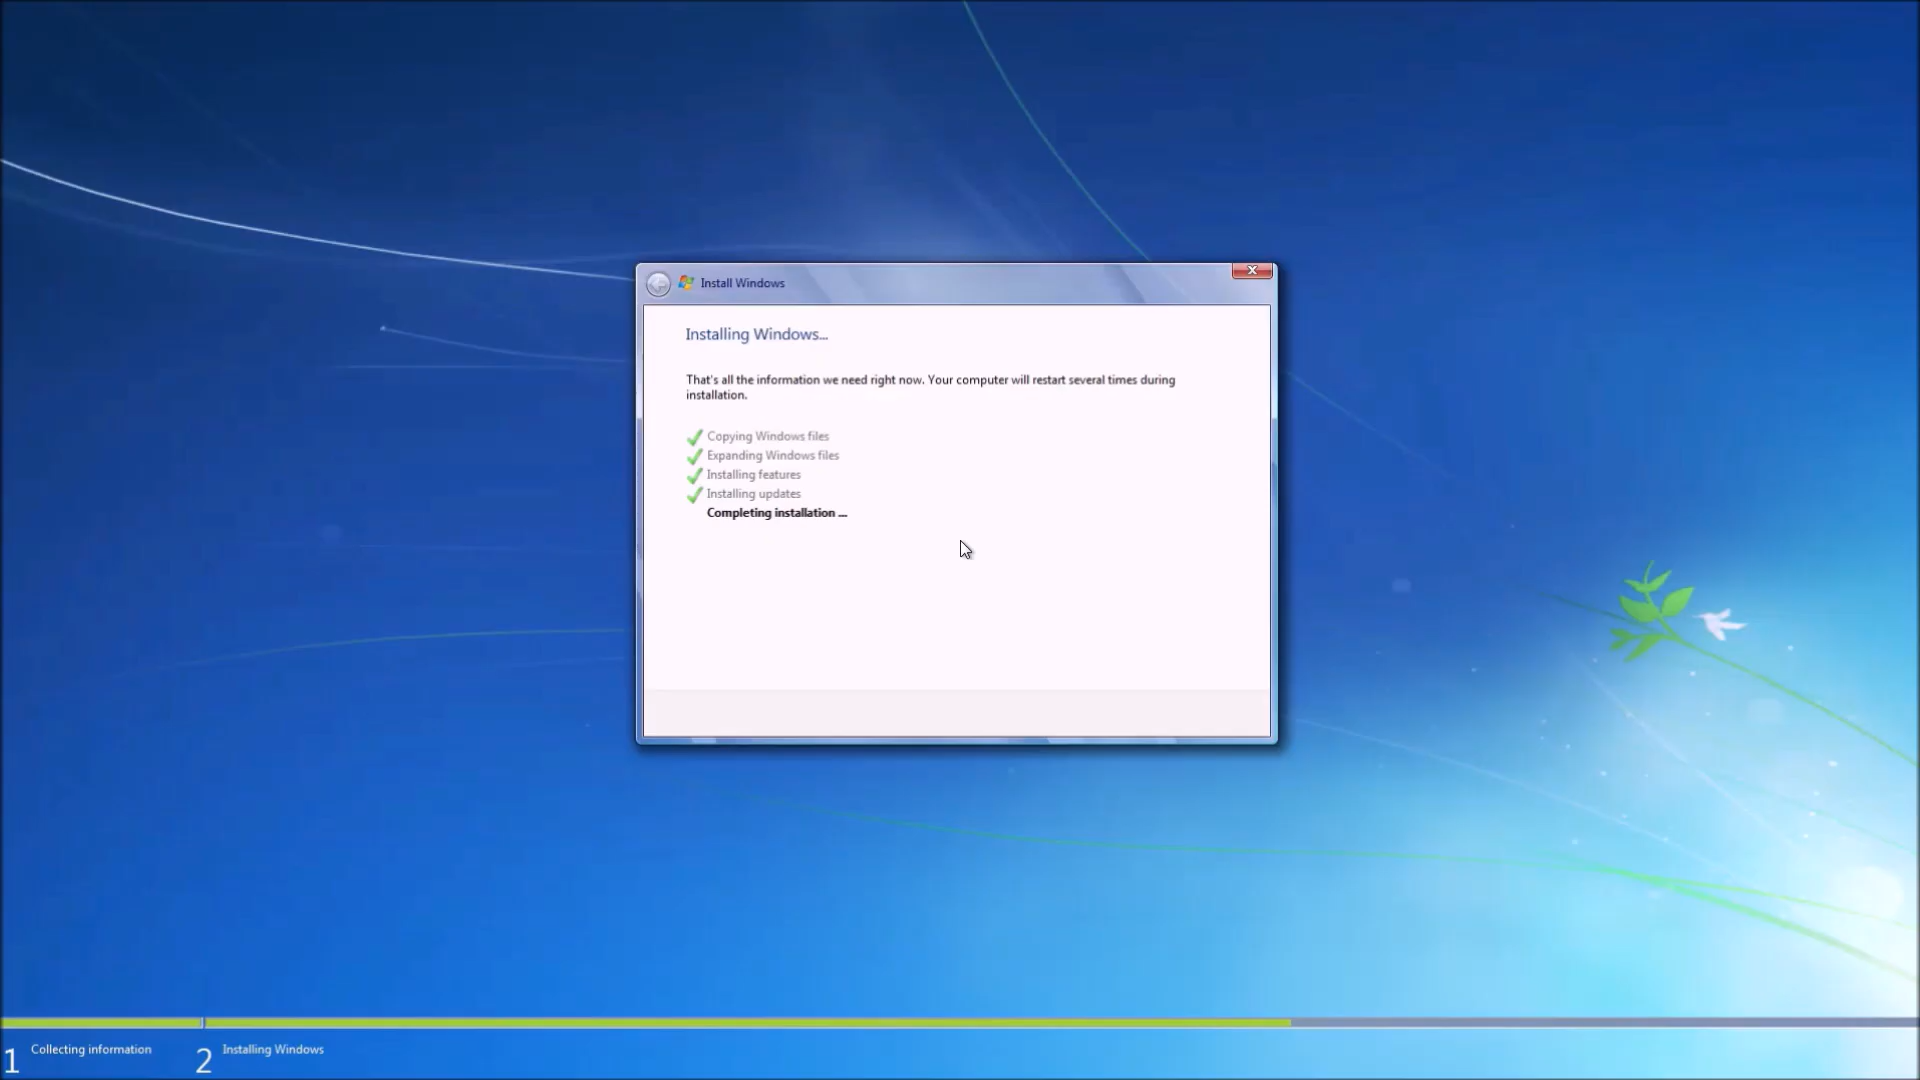 Install Windows
Installing Windows...
That's all the information we need right now. Your computer will restart several times during
installation.
Copying Windows files
Expanding Windows files
Installing features
Installing updates
Completing installation ...
1 Collecting information 2 Installing Windows